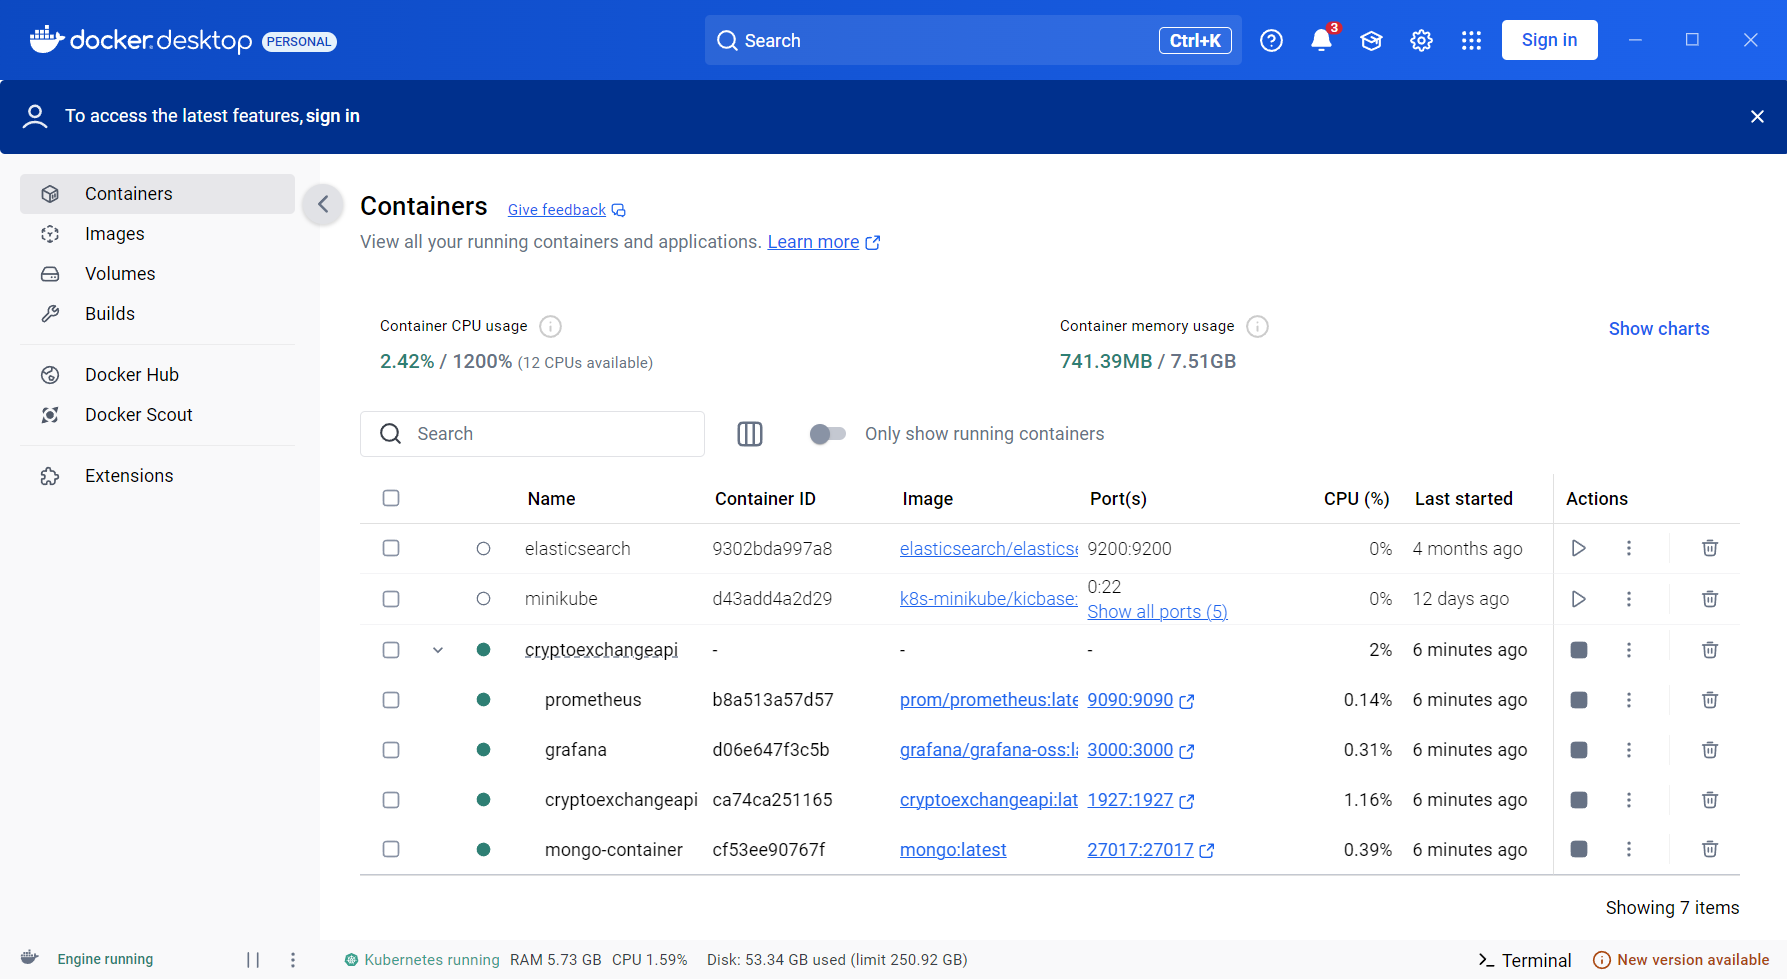 docker.desktop PERSONAL
Search Ctrl+K
3
Sign in
To access the latest features, sign in
Containers
Images
Volumes
Builds
Docker Hub
Docker Scout
Extensions
Containers Give feedback
View all your running containers and applications. Learn more
Container CPU usage
2.42% / 1200% (12 CPUs available)
Container memory usage
741.39MB / 7.51GB
Show charts
Search
Only show running containers
Name Container ID Image Port(s) CPU (%) Last started Actions
elasticsearch 9302bda997a8 elasticsearch/elasticse 9200:9200 0% 4 months ago
minikube d43add4a2d29 k8s-minikube/kicbase: 0:22 0% 12 days ago
Show all ports (5)
cryptoexchangeapi - - - 2% 6 minutes ago
prometheus b8a513a57d57 prom/prometheus:late 9090:9090 0.14% 6 minutes ago
grafana d06e647f3c5b grafana/grafana-oss:la 3000:3000 0.31% 6 minutes ago
cryptoexchangeapi ca74ca251165 cryptoexchangeapi:lat 1927:1927 1.16% 6 minutes ago
mongo-container cf53ee90767f mongo:latest 27017:27017 0.39% 6 minutes ago
Showing 7 items
Engine running
Kubernetes running RAM 5.73 GB CPU 1.59% Disk: 53.34 GB used (limit 250.92 GB)
Terminal
New version available